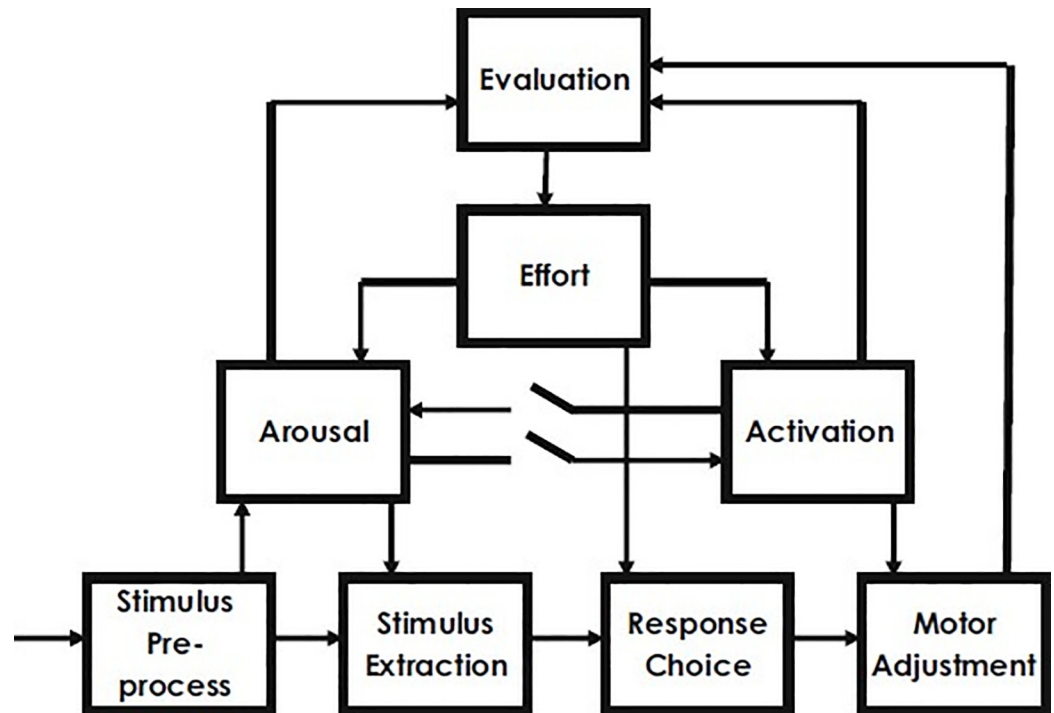 Evaluation
Effort
Arousal
Activation
Stimulus
Pre-
process
Stimulus
Extraction
Response
Choice
Motor
Adjustment